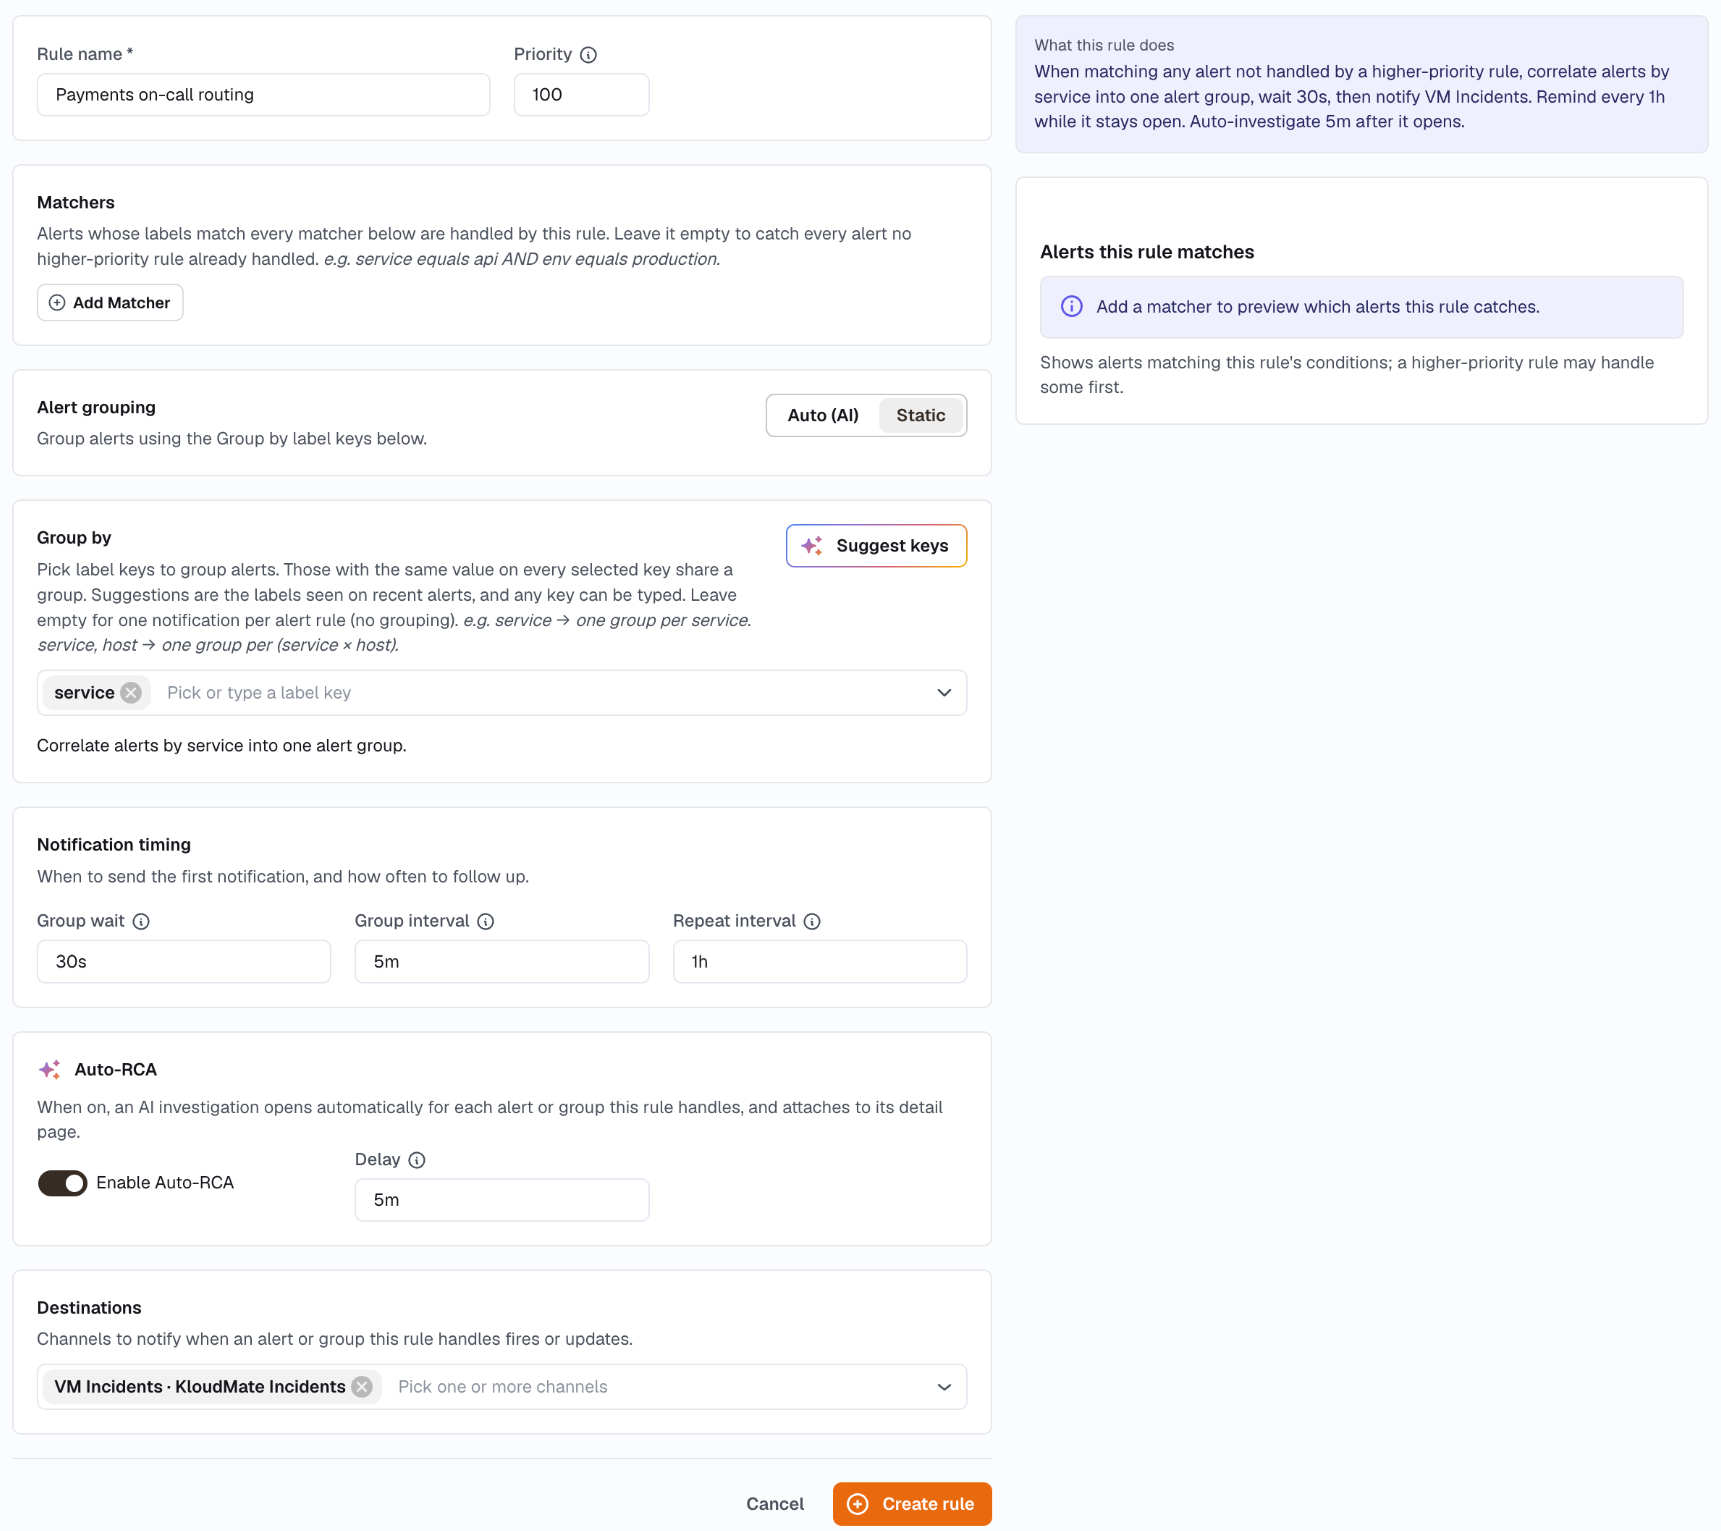 Rule name *
Priority
Payments on-call routing
100
Matchers
Alerts whose labels match every matcher below are handled by this rule. Leave it empty to catch every alert no
higher-priority rule already handled. e.g. service equals api AND env equals production.
Add Matcher
Alert grouping
Group alerts using the Group by label keys below.
Auto (AI)
Static
Group by
Suggest keys
Pick label keys to group alerts. Those with the same value on every selected key share a
group. Suggestions are the labels seen on recent alerts, and any key can be typed. Leave
empty for one notification per alert rule (no grouping). e.g. service → one group per service.
service, host → one group per (service × host).
service
Pick or type a label key
Correlate alerts by service into one alert group.
Notification timing
When to send the first notification, and how often to follow up.
Group wait
Group interval
Repeat interval
30s
5m
1h
Auto-RCA
When on, an AI investigation opens automatically for each alert or group this rule handles, and attaches to its detail
page.
Delay
Enable Auto-RCA
5m
Destinations
Channels to notify when an alert or group this rule handles fires or updates.
VM Incidents · KloudMate Incidents
Pick one or more channels
Cancel
Create rule
What this rule does
When matching any alert not handled by a higher-priority rule, correlate alerts by
service into one alert group, wait 30s, then notify VM Incidents. Remind every 1h
while it stays open. Auto-investigate 5m after it opens.
Alerts this rule matches
Add a matcher to preview which alerts this rule catches.
Shows alerts matching this rule's conditions; a higher-priority rule may handle
some first.